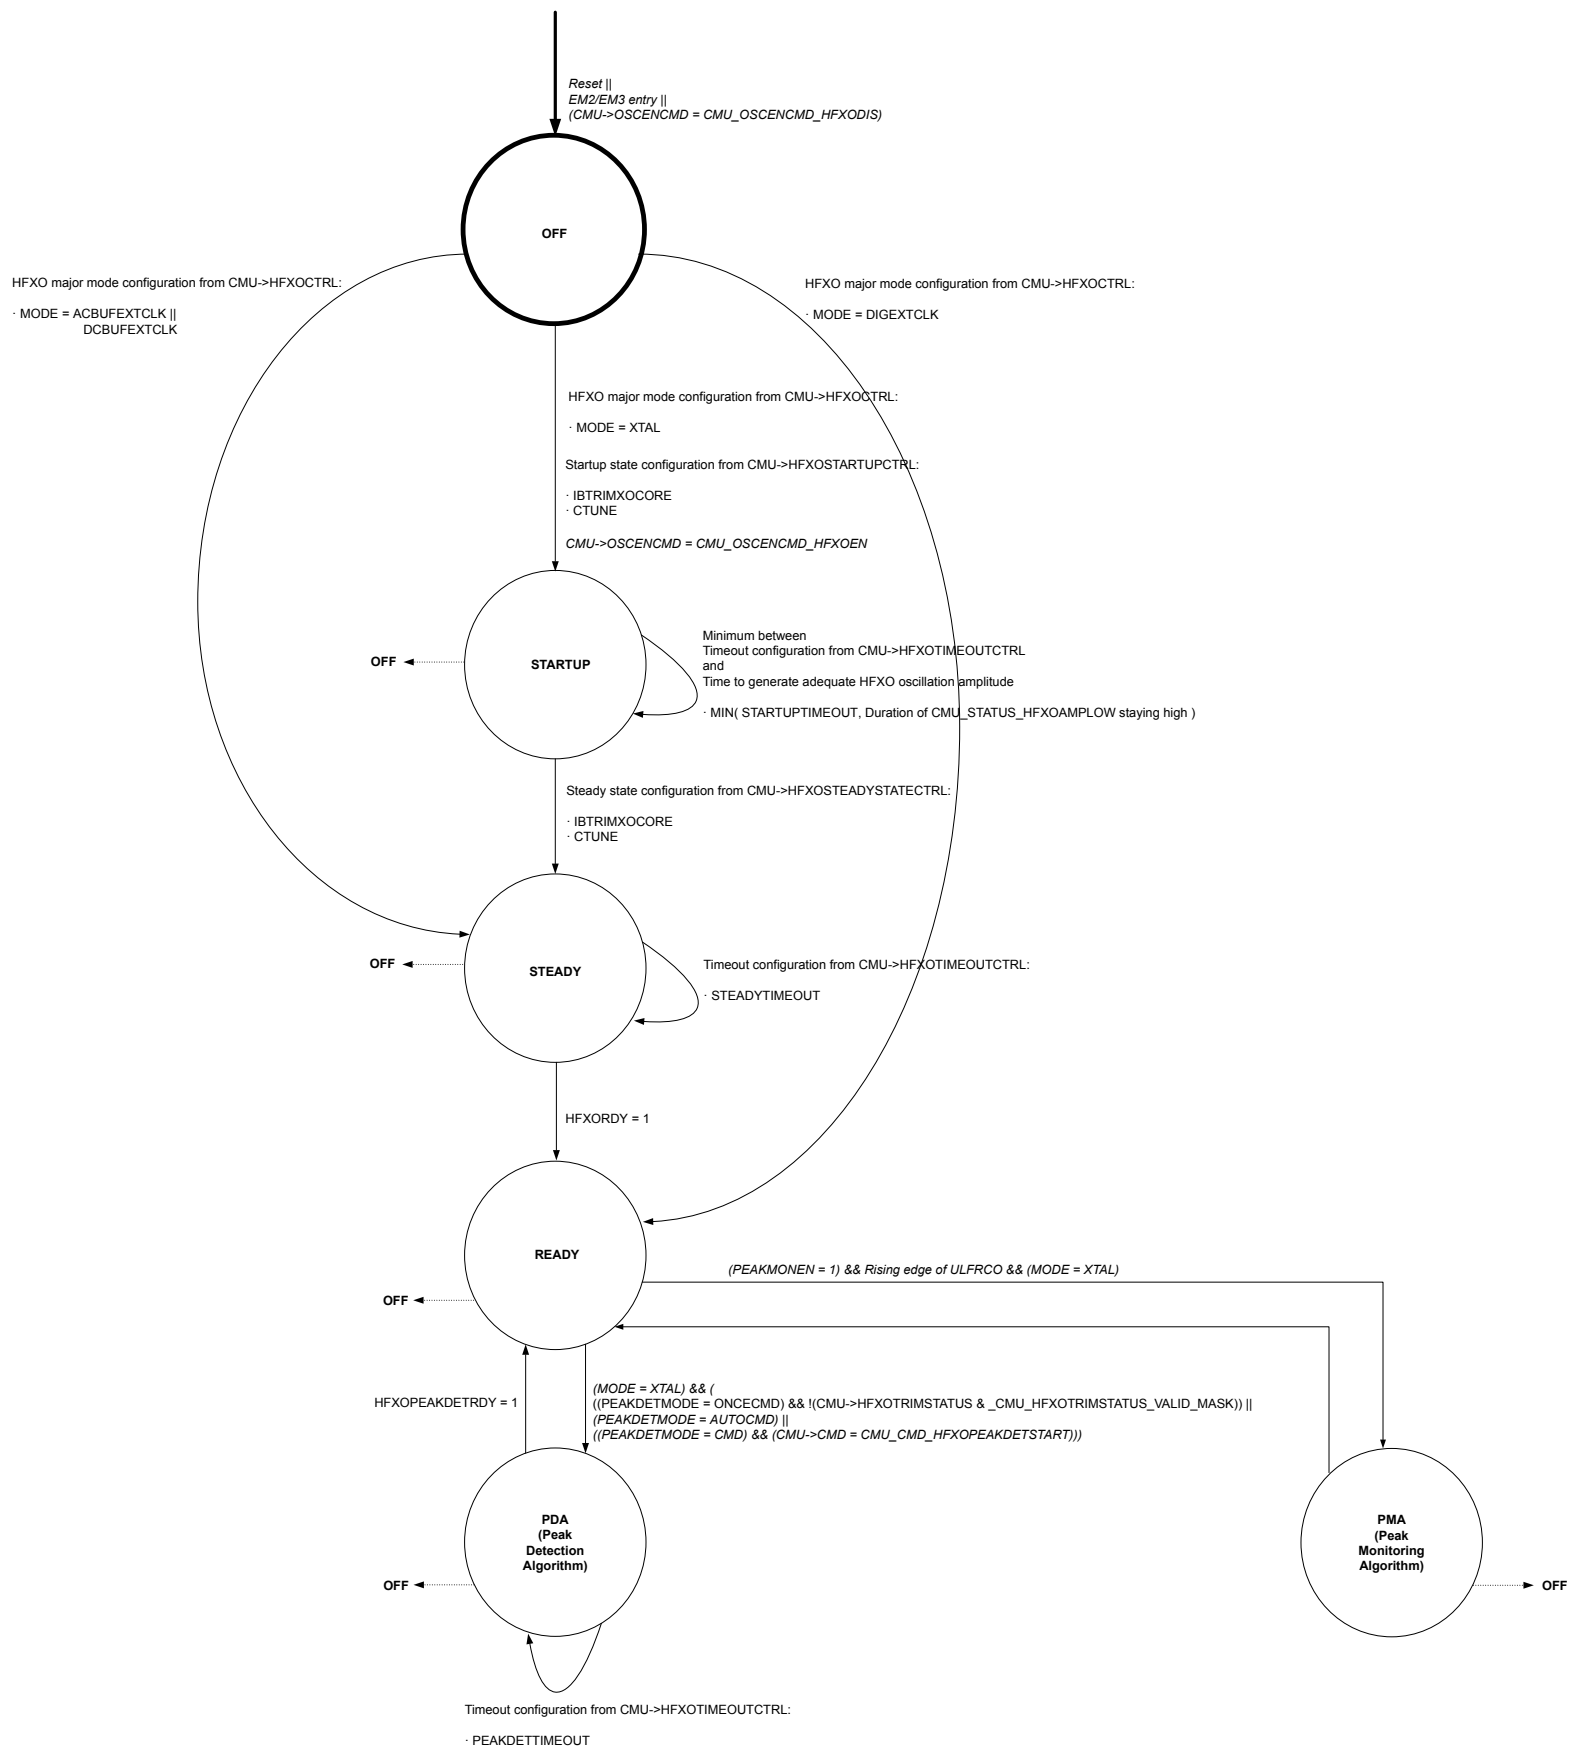 Reset ||
EM2/EM3 entry ||
(CMU->OSCENCMD = CMU_OSCENCMD_HFXODIS)
OFF
HFXO major mode configuration from CMU->HFXOCTRL:
· MODE = ACBUFEXTCLK ||
DCBUFEXTCLK
HFXO major mode configuration from CMU->HFXOCTRL:
· MODE = DIGEXTCLK
HFXO major mode configuration from CMU->HFXOCTRL:
· MODE = XTAL
Startup state configuration from CMU->HFXOSTARTUPCTRL:
· IBTRIMXOCORE
· CTUNE
CMU->OSCENCMD = CMU_OSCENCMD_HFXOEN
OFF
STARTUP
Minimum between
Timeout configuration from CMU->HFXOTIMEOUTCTRL
and
Time to generate adequate HFXO oscillation amplitude
· MIN( STARTUPTIMEOUT, Duration of CMU_STATUS_HFXOAMPLOW staying high )
Steady state configuration from CMU->HFXOSTEADYSTATECTRL:
· IBTRIMXOCORE
· CTUNE
OFF
STEADY
Timeout configuration from CMU->HFXOTIMEOUTCTRL:
· STEADYTIMEOUT
HFXORDY = 1
READY
OFF
(PEAKMONEN = 1) && Rising edge of ULFRCO && (MODE = XTAL)
HFXOPEAKDETRDY = 1
(MODE = XTAL) && (
((PEAKDETMODE = ONCECMD) && !(CMU->HFXOTRIMSTATUS & _CMU_HFXOTRIMSTATUS_VALID_MASK)) ||
(PEAKDETMODE = AUTOCMD) ||
((PEAKDETMODE = CMD) && (CMU->CMD = CMU_CMD_HFXOPEAKDETSTART)))
PDA
(Peak
Detection
Algorithm)
OFF
PMA
(Peak
Monitoring
Algorithm)
OFF
Timeout configuration from CMU->HFXOTIMEOUTCTRL:
· PEAKDETTIMEOUT